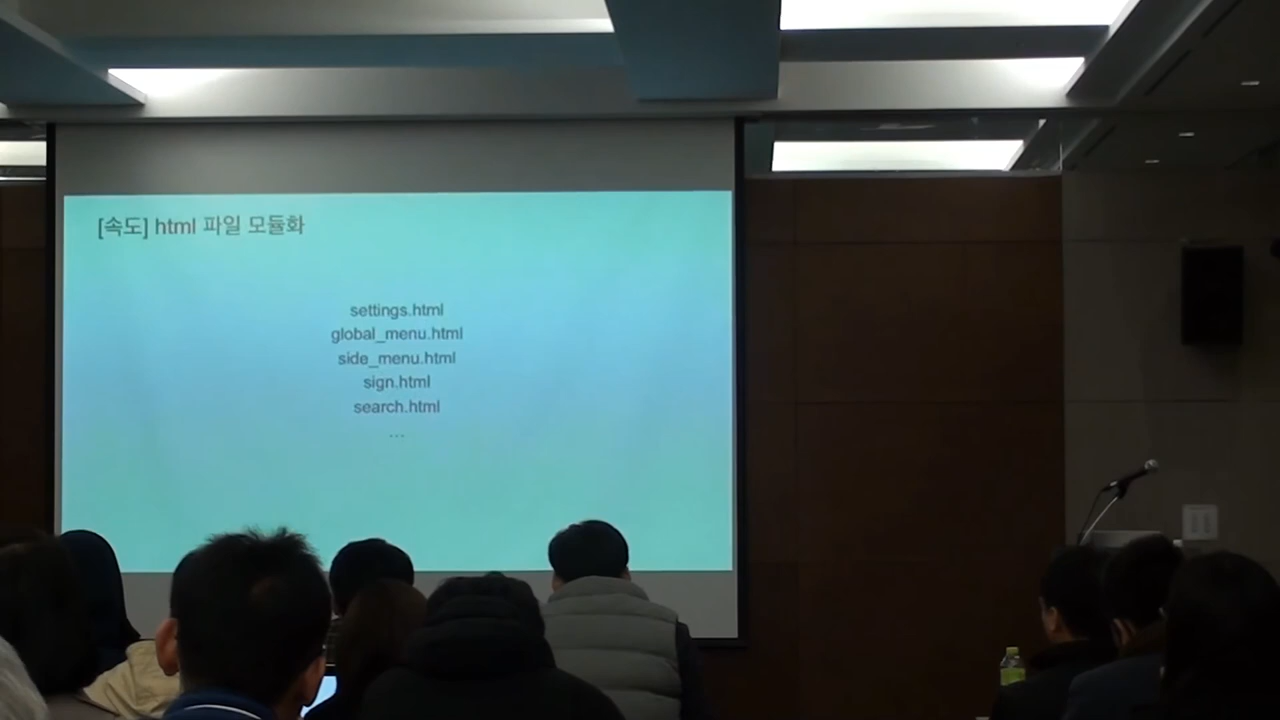 [속도] html 파일 모듈화
settings.html
global_menu.html
side_menu.html
sign.html
search.html
...